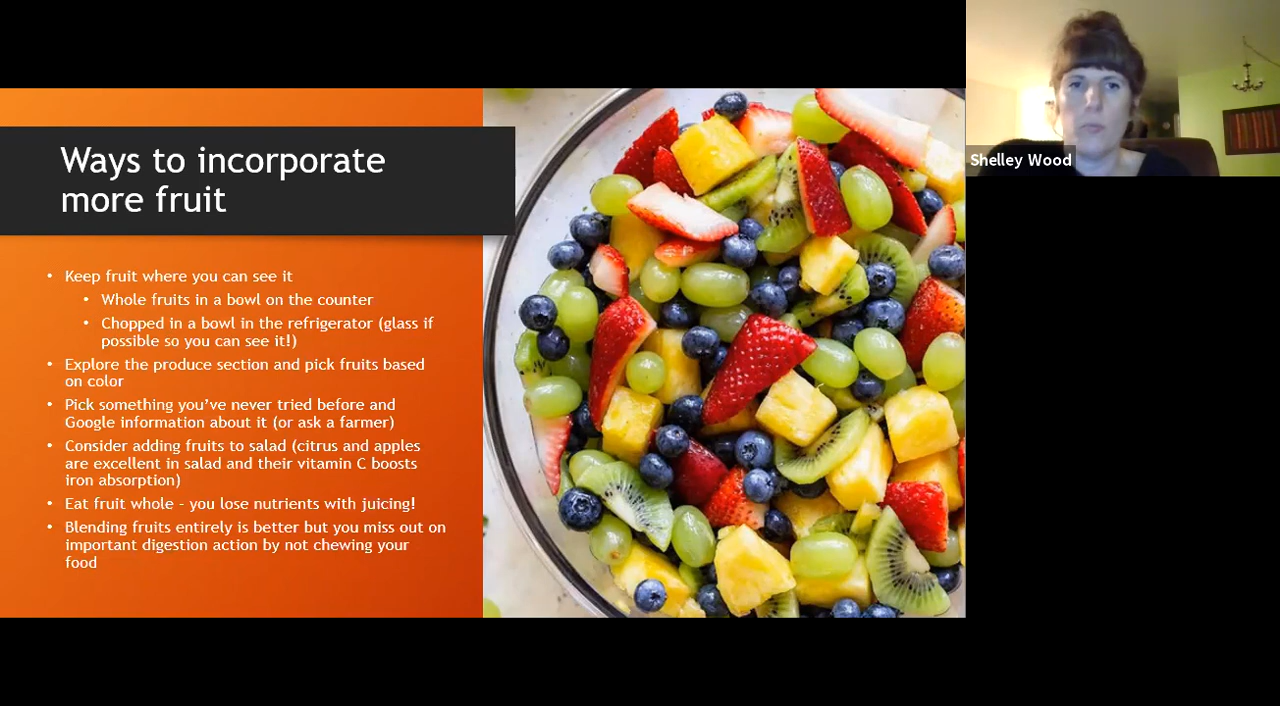 Ways to incorporate
more fruit
• Keep fruit where you can see it
• Whole fruits in a bowl on the counter
• Chopped in a bowl in the refrigerator (glass if
possible so you can see it!)
• Explore the produce section and pick fruits based
on color
• Pick something you’ve never tried before and
Google information about it (or ask a farmer)
• Consider adding fruits to salad (citrus and apples
are excellent in salad and their vitamin C boosts
iron absorption)
• Eat fruit whole – you lose nutrients with juicing!
• Blending fruits entirely is better but you miss out on
important digestion action by not chewing your
food
Shelley Wood